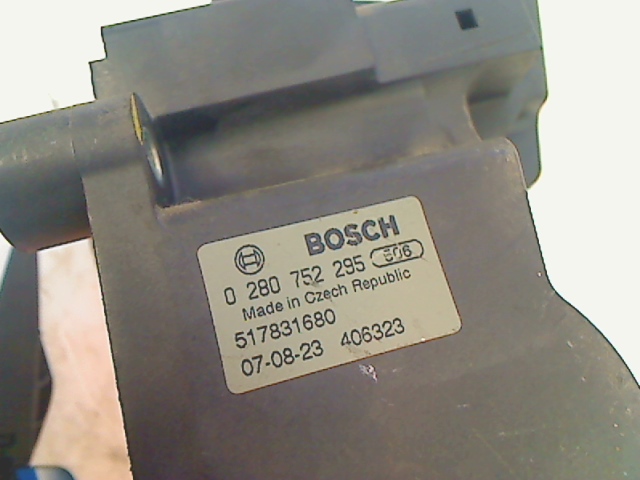 BOSCH
0 280 752 295 606
Made in Czech Republic
517831680
07-08-23 406323